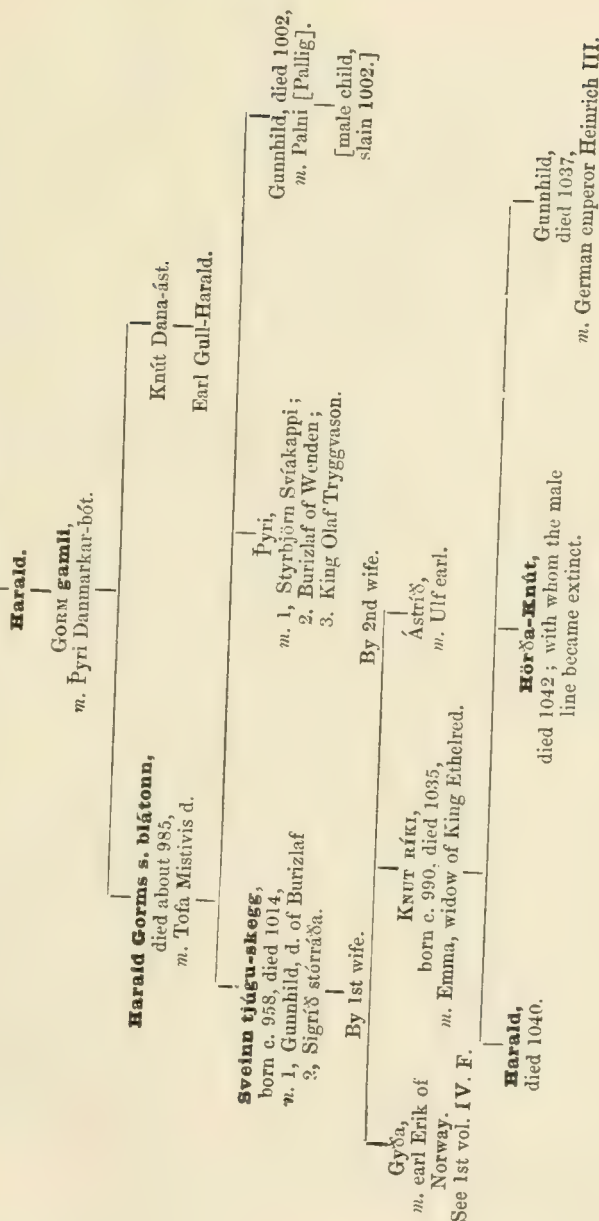 Harald.
GORM gamli,
m. Þyri Danmarkar-bót.
Harald Gorms s. blátonn,
died about 985,
m. Tofa Mistivis d.
Knút Dana-ást.
Earl Gull-Harald.
Sveinn tjúgu-skegg,
born c. 958, died 1014,
m. 1, Gunnhild, d. of Burizlaf
2, Sigríð stórráða.
Þyri,
m. 1, Styrbjörn Svíakappi;
2. Burizlaf of Wenden;
3. King Olaf Tryggvason.
Gunnhild, died 1002,
m. Palni [Pallig].
[male child,
slain 1002.]
By 1st wife.
By 2nd wife.
Gyða,
m. earl Erik of
Norway.
See 1st vol. IV. F.
KNUT RÍKI,
born c. 990, died 1035,
m. Emma, widow of King Ethelred.
Ástríð,
m. Ulf earl.
Harald,
died 1040.
Hörða-Knút,
died 1042; with whom the male
line became extinct.
Gunnhild,
died 1037,
m. German emperor Heinrich III.